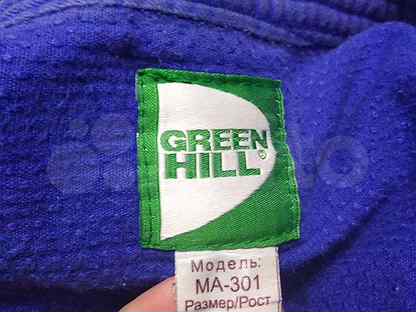 GREEN
HILL®
Модель:
MA-301
Размер/Рост